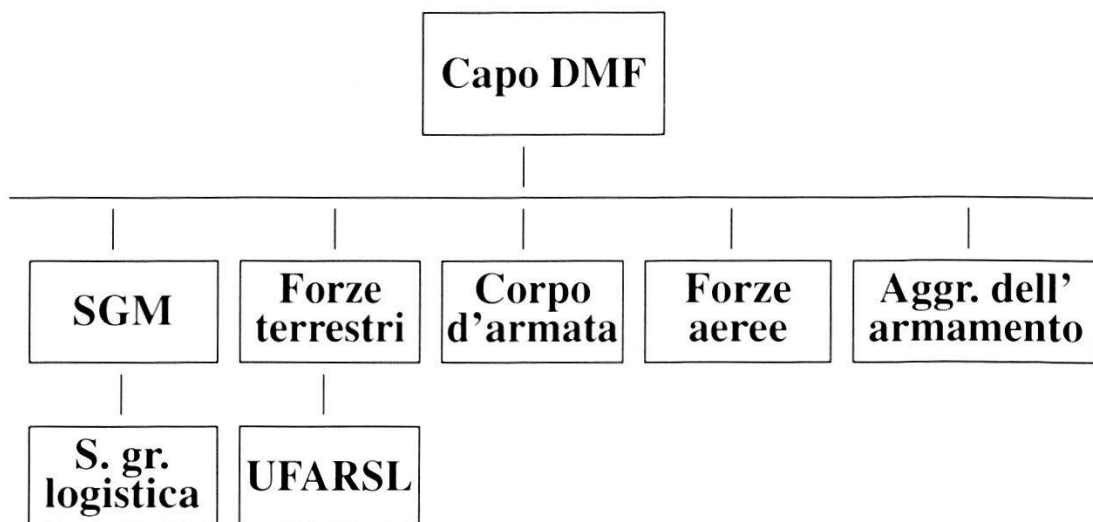 Capo DMF
SGM
Forze
terrestri
Corpo
d'armata
Forze
aeree
Aggr. dell'
armamento
S. gr.
logistica
UFARSL